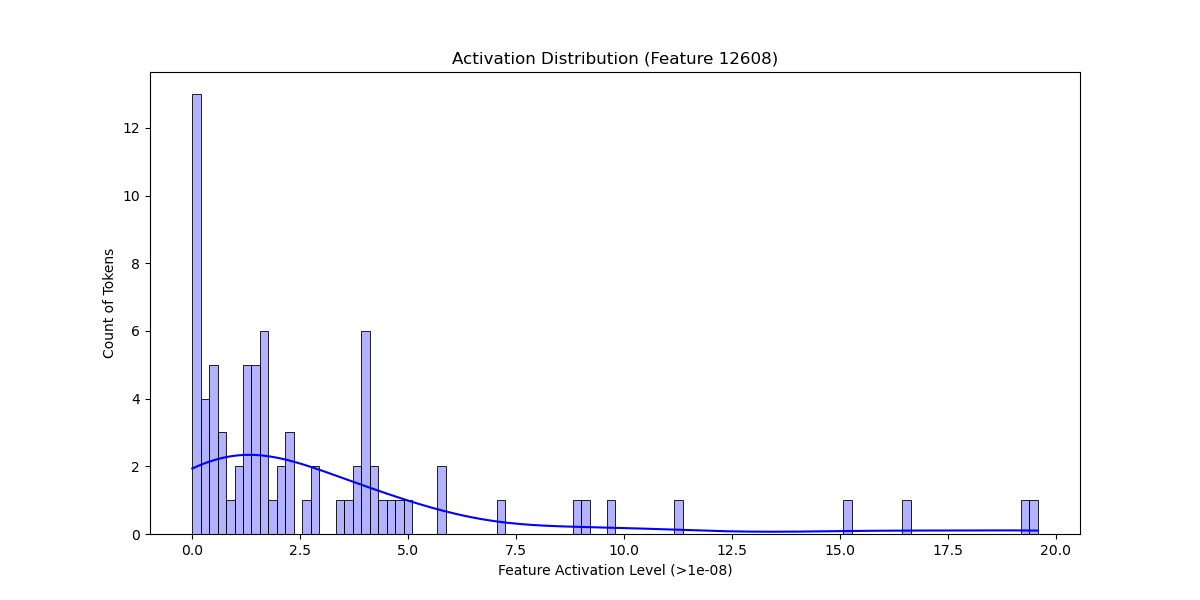 Activation Distribution (Feature 12608)
Count of Tokens
12
10
8
6
4
2
0
0.0 2.5 5.0 7.5 10.0 12.5 15.0 17.5 20.0
Feature Activation Level (>1e-08)